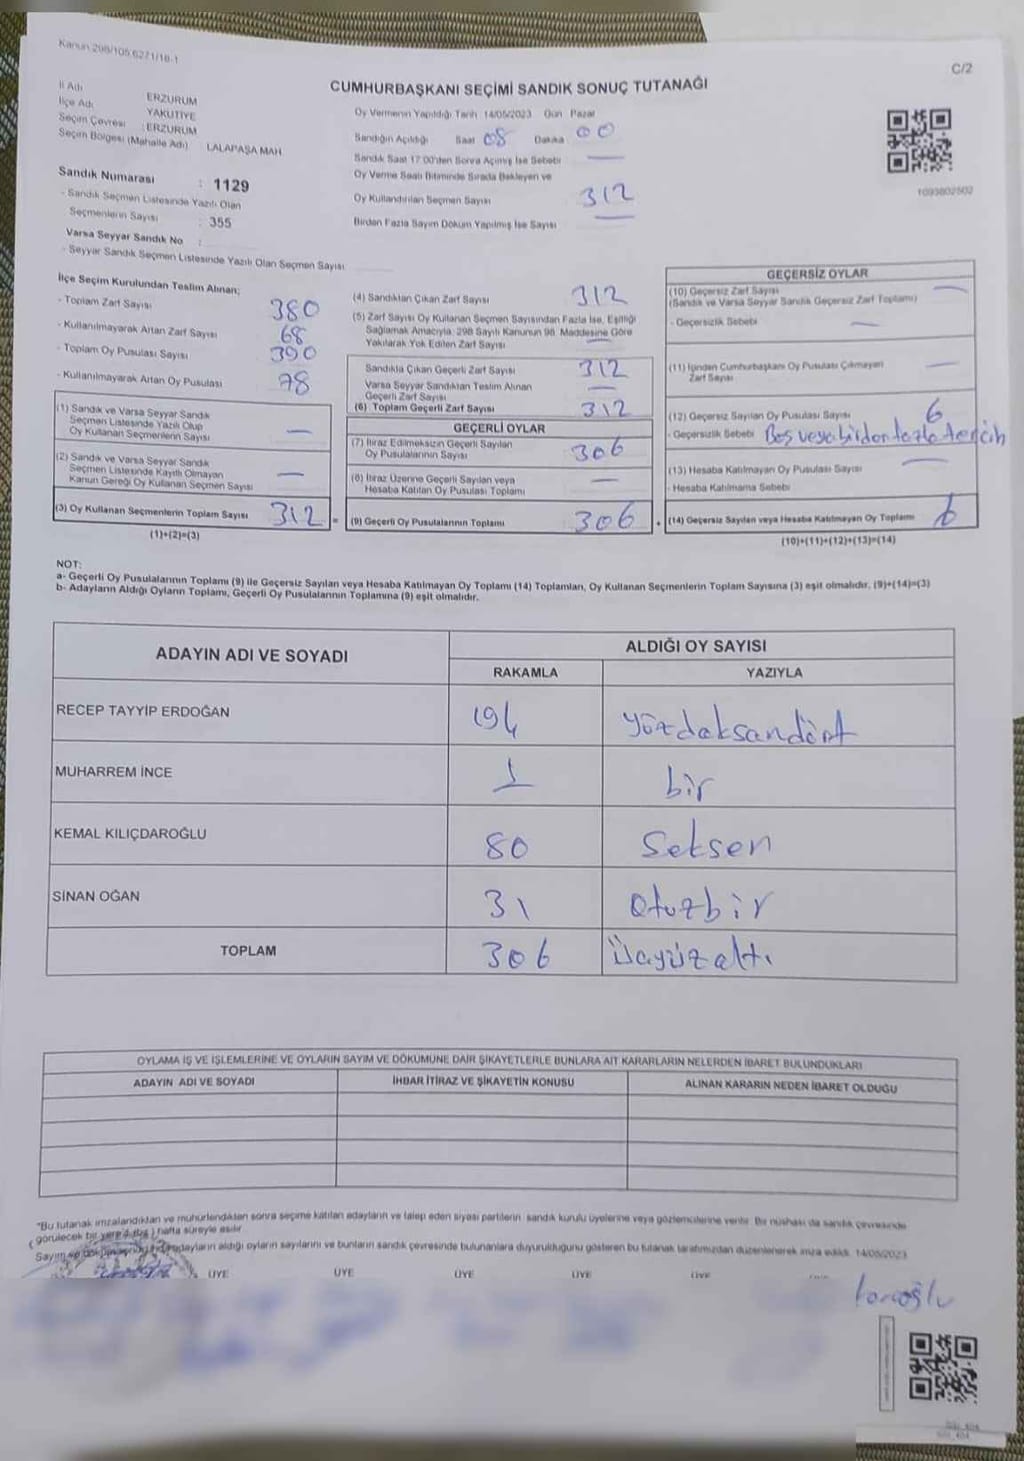 Kanun 298/105,6271/18-1
C/2
CUMHURBAŞKANI SEÇİMİ SANDIK SONUÇ TUTANAĞI
İl Adı ERZURUM
İlçe Adı YAKUTİYE
Seçim Çevresi : ERZURUM
Seçim Bölgesi (Mahalle Adı) LALAPAŞA MAH
Sandık Numarası : 1129
- Sandık Seçmen Listesinde Yazılı Olan
Seçmenlerin Sayısı : 355
Varsa Seyyar Sandık No :
- Seyyar Sandık Seçmen Listesinde Yazılı Olan Seçmen Sayısı
Oy Vermenin Yapıldığı Tarih 14/05/2023 Gün Pazar
Sandığın Açıldığı Saat 08 Dakika 00
Sandık Saat 17:00'den Sonra Açılmış İse Sebebi —
Oy Verme Saati Bitiminde Sırada Bekleyen ve
Oy Kullandırılan Seçmen Sayısı 312
Birden Fazla Sayım Döküm Yapılmış İse Sayısı —
1093802502
İlçe Seçim Kurulundan Teslim Alınan;
- Toplam Zarf Sayısı 380
- Kullanılmayarak Artan Zarf Sayısı 68
- Toplam Oy Pusulası Sayısı 390
- Kullanılmayarak Artan Oy Pusulası 78
(1) Sandık ve Varsa Seyyar Sandık
Seçmen Listesinde Yazılı Olup
Oy Kullanan Seçmenlerin Sayısı —
(2) Sandık ve Varsa Seyyar Sandık
Seçmen Listesinde Kayıtlı Olmayan
Kanun Gereği Oy Kullanan Seçmen Sayısı —
(3) Oy Kullanan Seçmenlerin Toplam Sayısı 312 =
(1)+(2)=(3)
(4) Sandıktan Çıkan Zarf Sayısı 312
(5) Zarf Sayısı Oy Kullanan Seçmen Sayısından Fazla İse, Eşitliği
Sağlamak Amacıyla 298 Sayılı Kanunun 98. Maddesine Göre
Yakılarak Yok Edilen Zarf Sayısı —
Sandıkla Çıkan Geçerli Zarf Sayısı 312
Varsa Seyyar Sandıktan Teslim Alınan
Geçerli Zarf Sayısı —
(6) Toplam Geçerli Zarf Sayısı 312
GEÇERLİ OYLAR
(7) İtiraz Edilmeksizin Geçerli Sayılan
Oy Pusulalarının Sayısı 306
(8) İtiraz Üzerine Geçerli Sayılan veya
Hesaba Katılan Oy Pusulası Toplamı —
(9) Geçerli Oy Pusulalarının Toplamı 306 +
GEÇERSİZ OYLAR
(10) Geçersiz Zarf Sayısı —
(Sandık ve Varsa Seyyar Sandık Geçersiz Zarf Toplamı)
- Geçersizlik Sebebi —
(11) İçinden Cumhurbaşkanı Oy Pusulası Çıkmayan
Zarf Sayısı —
(12) Geçersiz Sayılan Oy Pusulası Sayısı 6
- Geçersizlik Sebebi Boş veya birden fazla tercih
(13) Hesaba Katılmayan Oy Pusulası Sayısı —
- Hesaba Katılmama Sebebi
(14) Geçersiz Sayılan veya Hesaba Katılmayan Oy Toplamı 6
(10)+(11)+(12)+(13)=(14)
NOT:
a- Geçerli Oy Pusulalarının Toplamı (9) ile Geçersiz Sayılan veya Hesaba Katılmayan Oy Toplamı (14) Toplamları, Oy Kullanan Seçmenlerin Toplam Sayısına (3) eşit olmalıdır. (9)+(14)=(3)
b- Adayların Aldığı Oyların Toplamı, Geçerli Oy Pusulalarının Toplamına (9) eşit olmalıdır.
ADAYIN ADI VE SOYADI
ALDIĞI OY SAYISI
RAKAMLA YAZIYLA
RECEP TAYYİP ERDOĞAN 194 yüzdoksandört
MUHARREM İNCE 1 bir
KEMAL KILIÇDAROĞLU 80 Seksen
SİNAN OĞAN 31 Otuzbir
TOPLAM 306 Üçyüzaltı
OYLAMA İŞ VE İŞLEMLERİNE VE OYLARIN SAYIM VE DÖKÜMÜNE DAİR ŞİKAYETLERLE BUNLARA AİT KARARLARIN NELERDEN İBARET BULUNDUKLARI
ADAYIN ADI VE SOYADI İHBAR İTİRAZ VE ŞİKAYETİN KONUSU ALINAN KARARIN NEDEN İBARET OLDUĞU
"Bu tutanak imzalandıktan ve mühürlendikten sonra seçime katılan adayların ve talep eden siyasi partilerin sandık kurulu üyelerine veya gözlemcilerine verilir. Bir nüshası da sandık çevresinde
görülecek bir yere 1 (bir) hafta süreyle asılır.
adayların aldığı oyların sayılarını ve bunların sandık çevresinde bulunanlara duyurulduğunu gösteren bu tutanak tarafımızdan düzenlenerek imza edildi. 14/05/2023
ÜYE ÜYE ÜYE ÜYE ÜYE